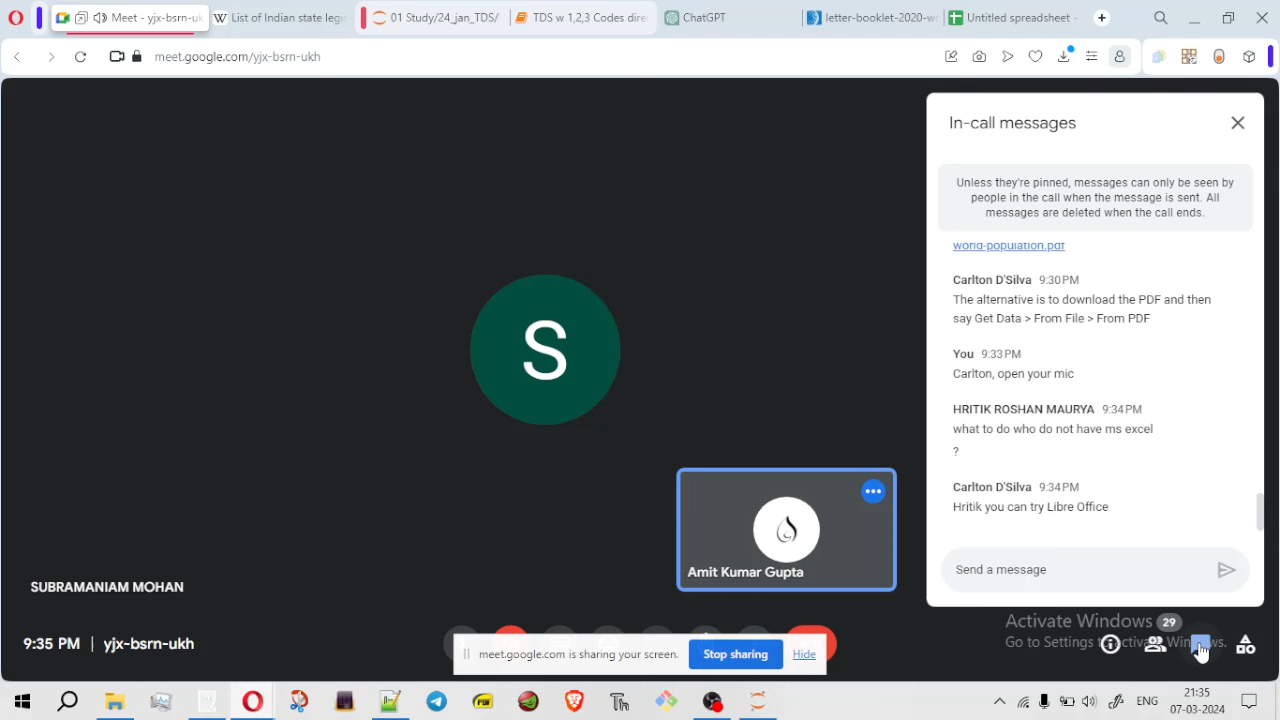 Meet - yjx-bsrn-uk
List of Indian state legis
01 Study/24_jan_TDS/
TDS w 1,2,3 Codes dire
ChatGPT
letter-booklet-2020-wo
Untitled spreadsheet -
meet.google.com/yjx-bsrn-ukh
In-call messages
Unless they're pinned, messages can only be seen by
people in the call when the message is sent. All
messages are deleted when the call ends.
world-population.pdf
Carlton D'Silva 9:30 PM
The alternative is to download the PDF and then
say Get Data > From File > From PDF
You 9:33 PM
Carlton, open your mic
HRITIK ROSHAN MAURYA 9:34 PM
what to do who do not have ms excel
?
Carlton D'Silva 9:34 PM
Hritik you can try Libre Office
Send a message
S
Amit Kumar Gupta
SUBRAMANIAM MOHAN
9:35 PM | yjx-bsrn-ukh
meet.google.com is sharing your screen.
Stop sharing
Hide
Activate Windows
29
Go to Settings to activate Windows.
ENG
21:35
07-03-2024